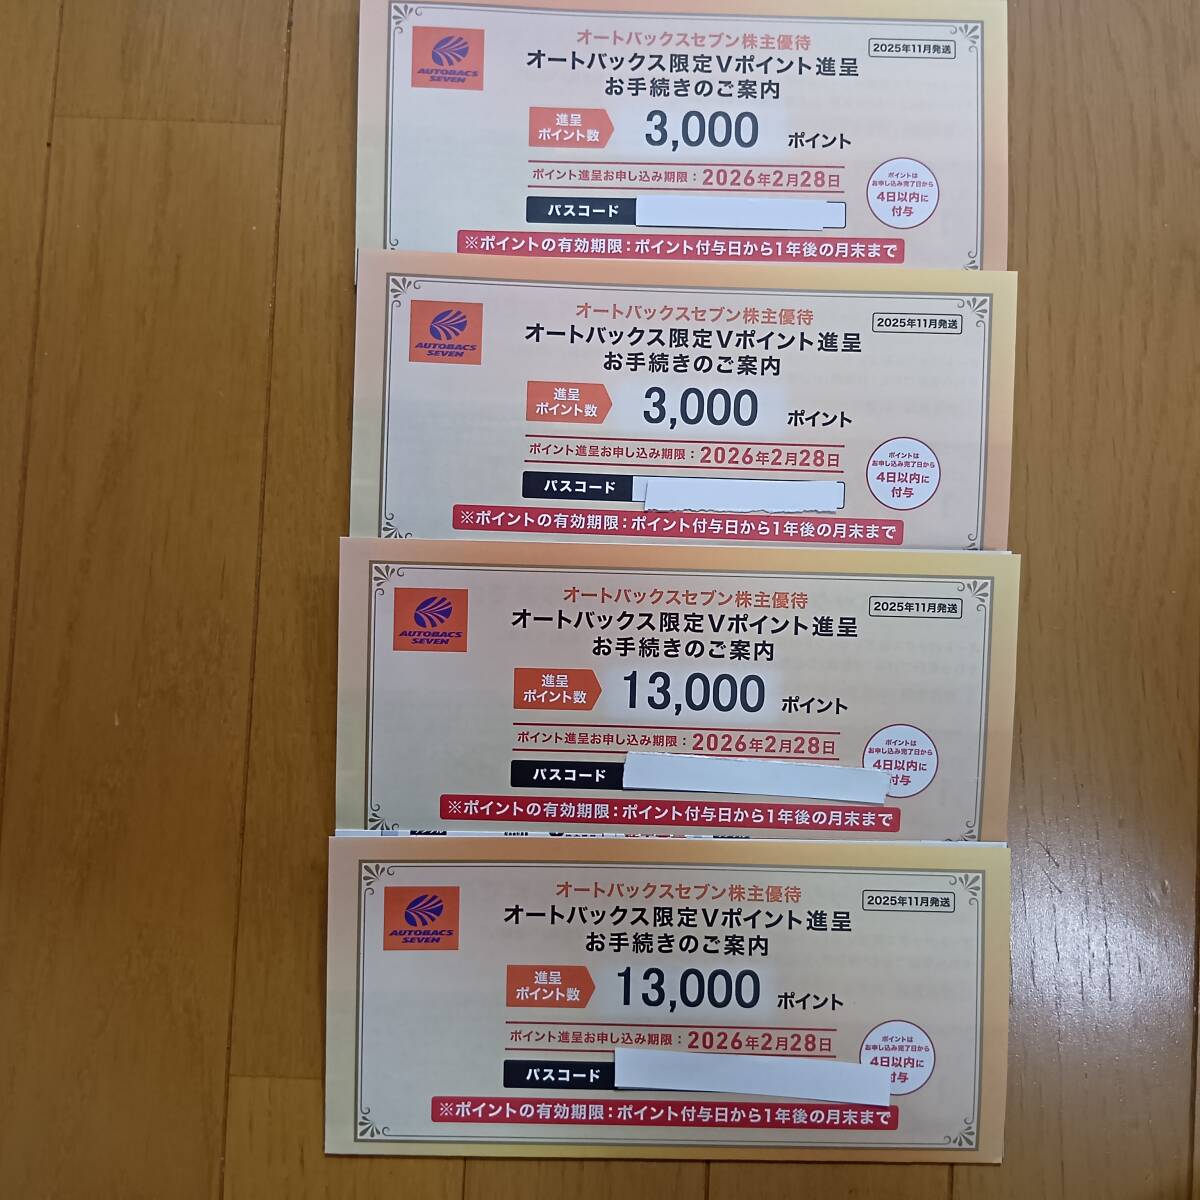 オートバックスセブン株主優待
2025年11月発送
AUTOBACS
SEVEN
オートバックス限定Vポイント進呈
お手続きのご案内
進呈
ポイント数
3,000 ポイント
ポイント進呈お申し込み期限：2026年2月28日
ポイントは
お申し込み完了日から
4日以内に
付与
パスコード
※ポイントの有効期限：ポイント付与日から1年後の月末まで
オートバックスセブン株主優待
2025年11月発送
AUTOBACS
SEVEN
オートバックス限定Vポイント進呈
お手続きのご案内
進呈
ポイント数
3,000 ポイント
ポイント進呈お申し込み期限：2026年2月28日
ポイントは
お申し込み完了日から
4日以内に
付与
パスコード
※ポイントの有効期限：ポイント付与日から1年後の月末まで
オートバックスセブン株主優待
2025年11月発送
AUTOBACS
SEVEN
オートバックス限定Vポイント進呈
お手続きのご案内
進呈
ポイント数
13,000 ポイント
ポイント進呈お申し込み期限：2026年2月28日
ポイントは
お申し込み完了日から
4日以内に
付与
パスコード
※ポイントの有効期限：ポイント付与日から1年後の月末まで
オートバックスセブン株主優待
2025年11月発送
AUTOBACS
SEVEN
オートバックス限定Vポイント進呈
お手続きのご案内
進呈
ポイント数
13,000 ポイント
ポイント進呈お申し込み期限：2026年2月28日
ポイントは
お申し込み完了日から
4日以内に
付与
パスコード
※ポイントの有効期限：ポイント付与日から1年後の月末まで